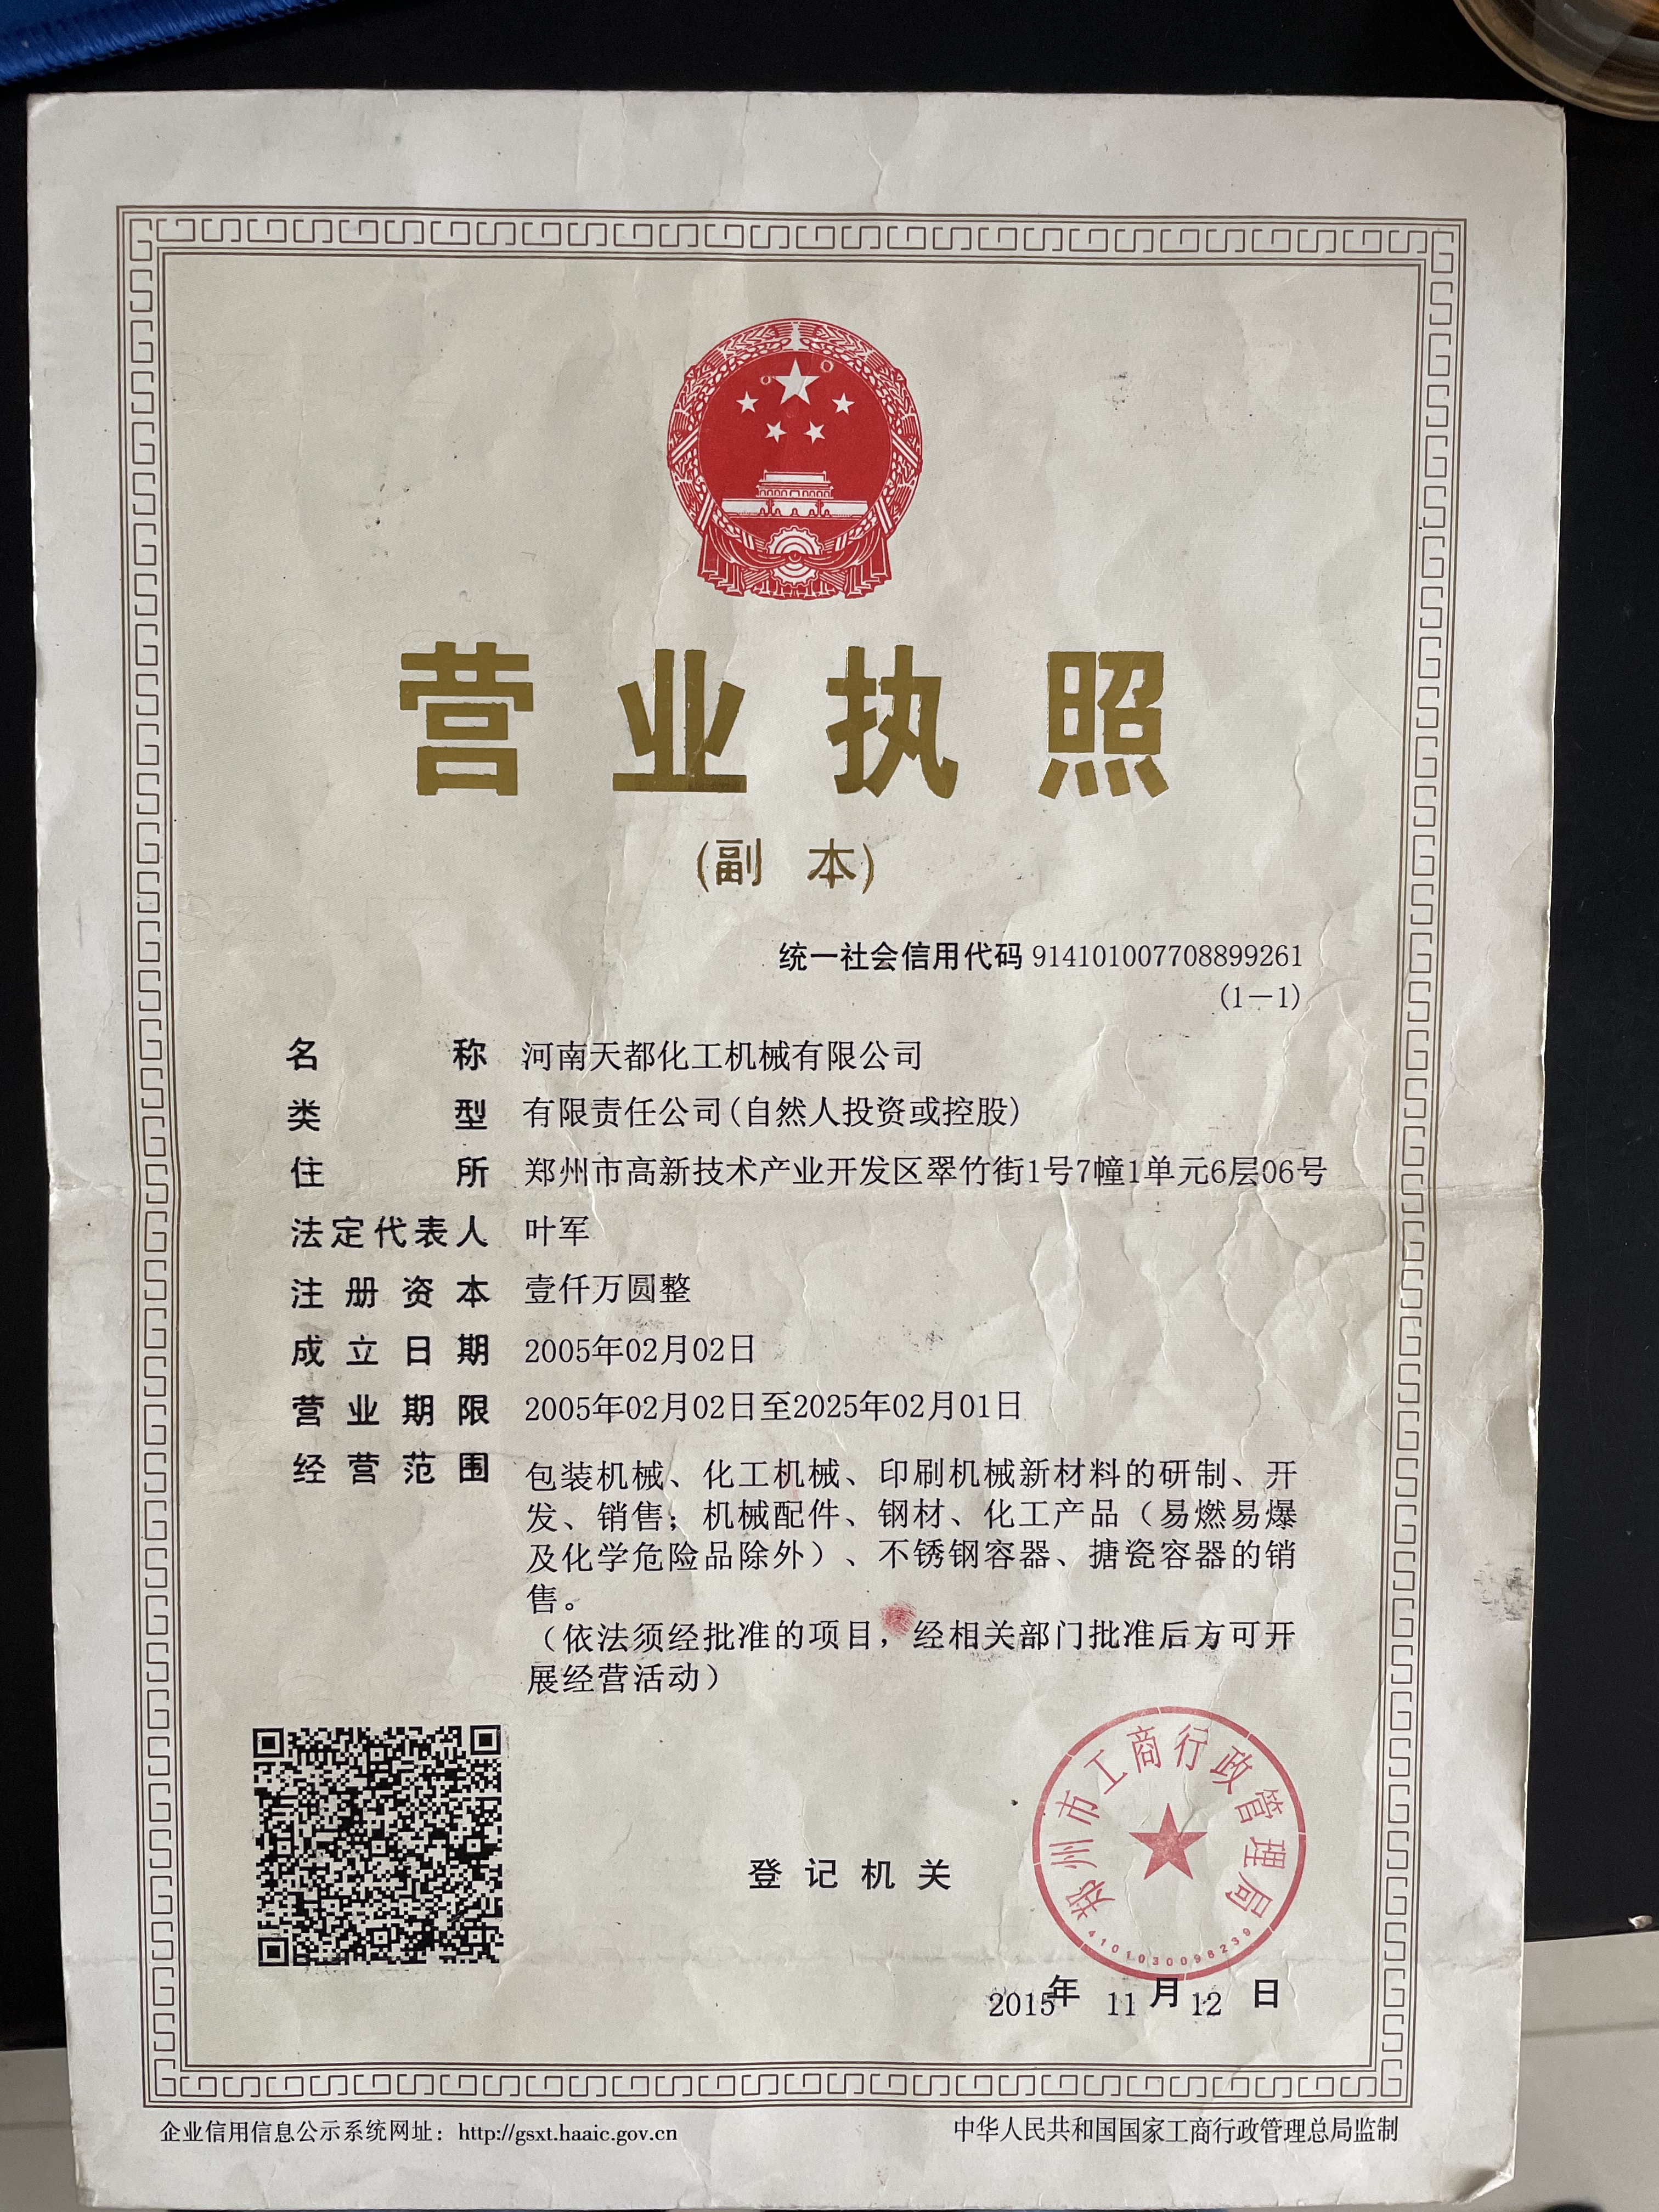 营业执照
(副 本)
统一社会信用代码 914101007708899261
(1—1)
名称 河南天都化工机械有限公司
类型 有限责任公司(自然人投资或控股)
住所 郑州市高新技术产业开发区翠竹街1号7幢1单元6层06号
法定代表人 叶军
注册资本 壹仟万圆整
成立日期 2005年02月02日
营业期限 2005年02月02日至2025年02月01日
经营范围 包装机械、化工机械、印刷机械新材料的研制、开
发、销售；机械配件、钢材、化工产品（易燃易爆
及化学危险品除外）、不锈钢容器、搪瓷容器的销
售。
（依法须经批准的项目，经相关部门批准后方可开
展经营活动）
郑州市工商行政管理局
登记机关
4101030098239
2015年 11月12日
企业信用信息公示系统网址：http://gsxt.haaic.gov.cn
中华人民共和国国家工商行政管理总局监制